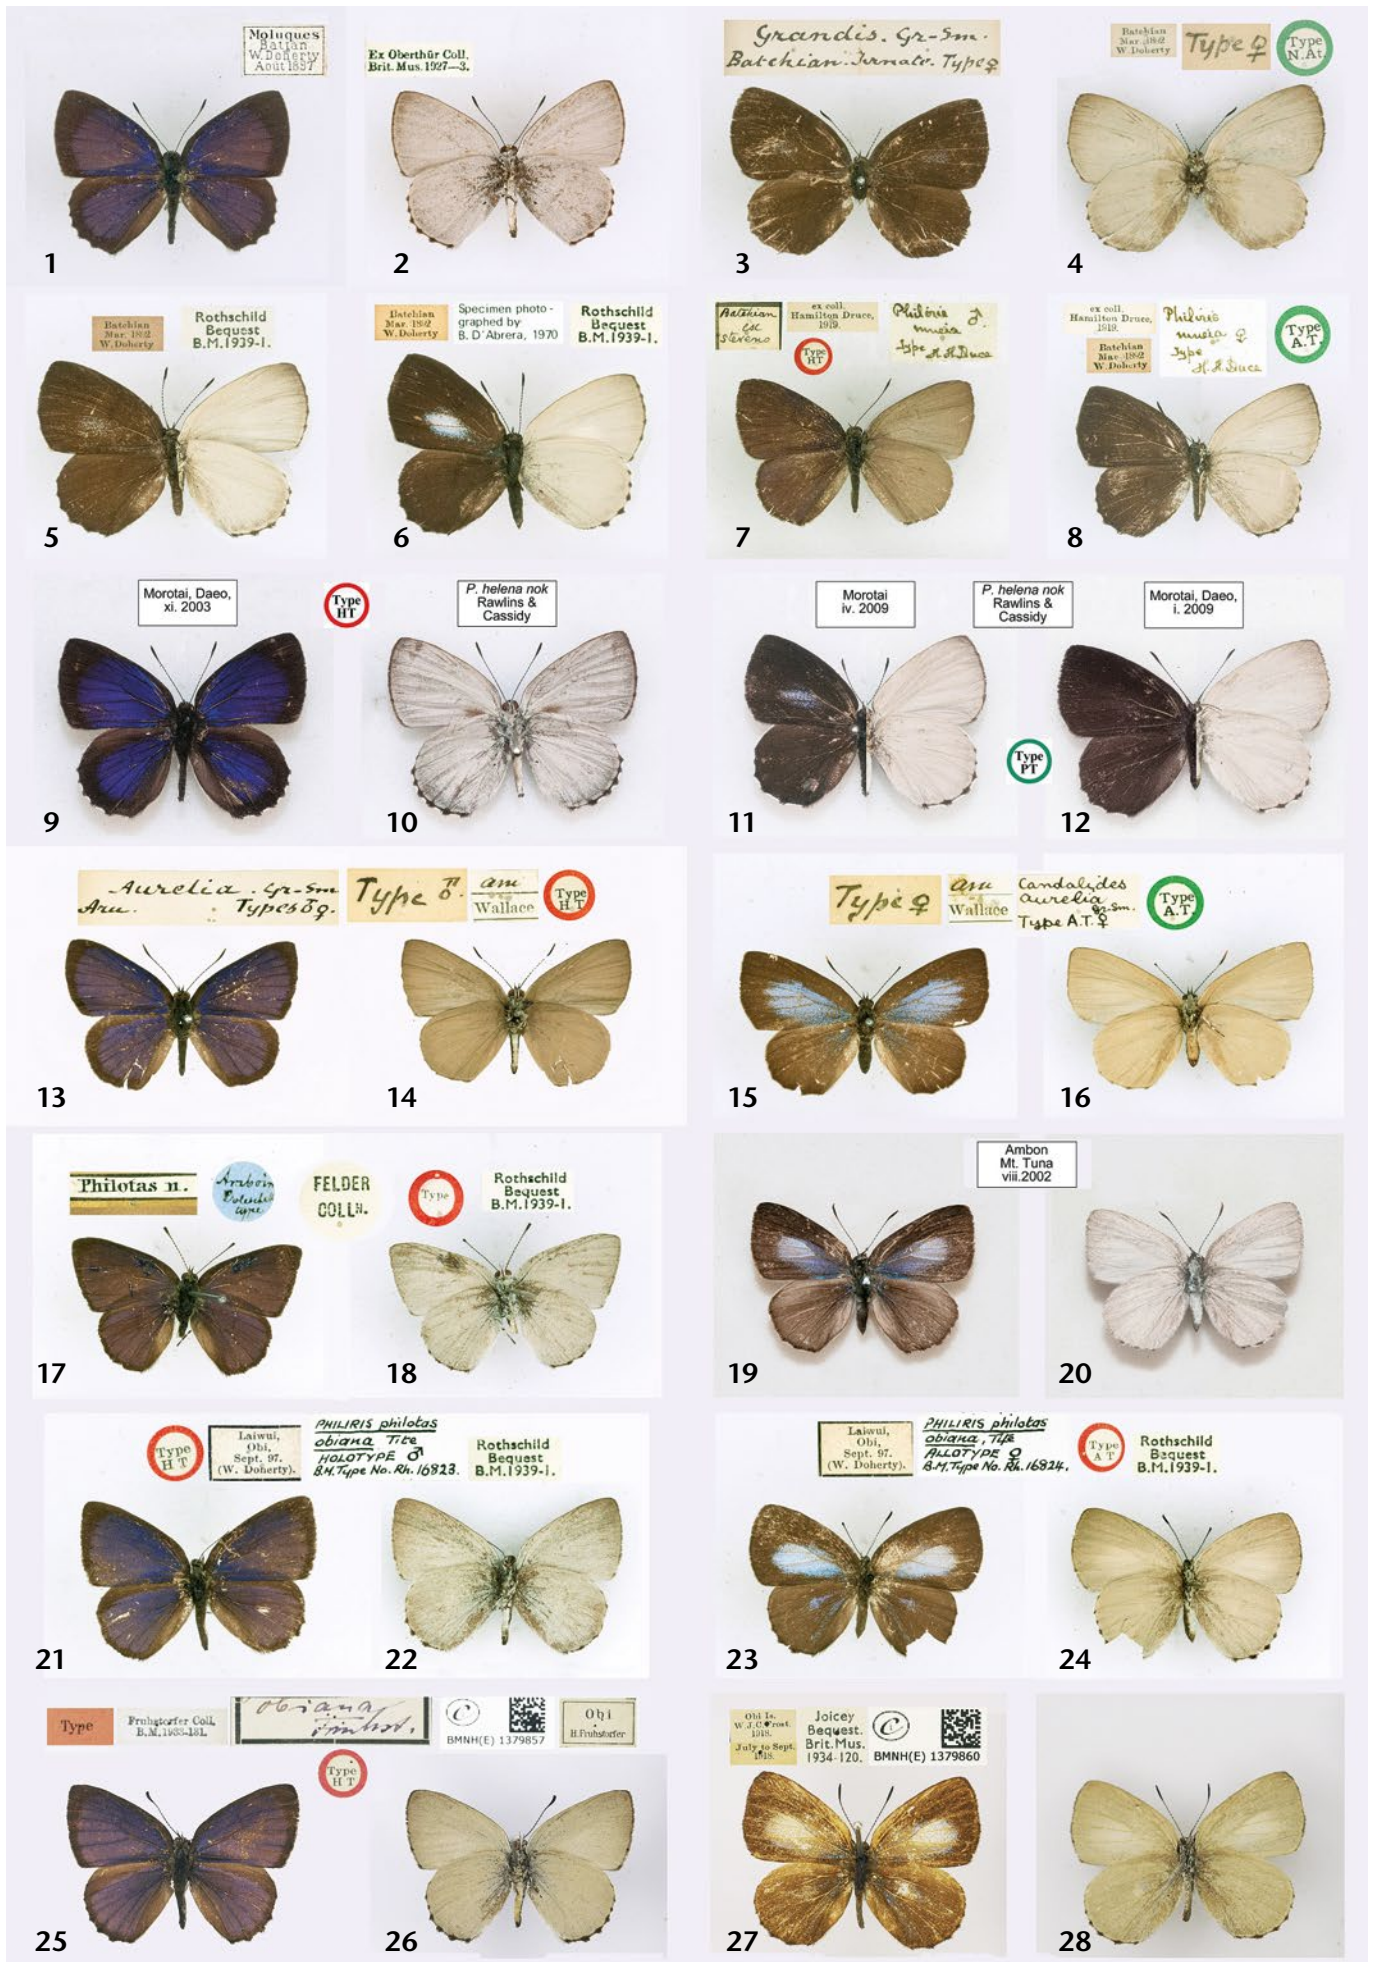 Moluques
Batjan
W. Doherty
Août 1897
1
Ex Oberthür Coll.
Brit. Mus. 1927—3.
2
Grandis. Gr-Sm.
Batchian. Ternate. Type ♀
3
Batchian
Mar. 1892
W. Doherty
Type ♀
Type
N.At.
4
Batchian
Mar. 1892
W. Doherty
Rothschild
Bequest
B.M.1939-1.
5
Batchian
Mar. 1892
W. Doherty
Specimen photo-
graphed by
B. D'Abrera, 1970
Rothschild
Bequest
B.M.1939-1.
6
Batchian
ex
Stevens
ex coll.
Hamilton Druce,
1919.
Type
HT
Philiris ♂.
Type H.H.Druce
7
ex coll.
Hamilton Druce,
1919.
Batchian
Mar. 1892
W. Doherty
Philiris
♀
Type
H.H.Druce
Type
A.T.
8
Morotai, Daeo,
xi. 2003
Type
HT
P. helena nok
Rawlins &
Cassidy
9
10
Morotai
iv. 2009
P. helena nok
Rawlins &
Cassidy
Morotai, Daeo,
i. 2009
Type
PT
11
12
Aurelia. Gr-Sm
Aru. Types ♂♀.
Type ♂.
Aru
Wallace
Type
HT
13
14
Type ♀
Aru
Wallace
Candalides
aurelia
Gr-Sm.
Type A.T. ♀
Type
A.T.
15
16
Philotas n.
type
FELDER
COLLN.
Type
Rothschild
Bequest
B.M.1939-1.
17
18
Ambon
Mt. Tuna
viii.2002
19
20
Type
HT
Laiwui,
Obi,
Sept. 97.
(W. Doherty).
PHILIRIS philotas
obiana Tite
HOLOTYPE ♂
B.M.Type No. Rh. 16823.
Rothschild
Bequest
B.M.1939-1.
21
22
Laiwui,
Obi,
Sept. 97.
(W. Doherty).
PHILIRIS philotas
obiana, Tite
ALLOTYPE ♀
B.M.Type No. Rh. 16824.
Type
AT
Rothschild
Bequest
B.M.1939-1.
23
24
Type
Fruhstorfer Coll.
B.M.1933-131.
obiana
Fruhst.
BMNH(E) 1379857
Obi
H.Fruhstorfer
Type
HT
25
26
Obi Is.
W.J.C.Frost.
1918.
July to Sept.
1918.
Joicey
Bequest.
Brit. Mus.
1934-120.
BMNH(E) 1379860
27
28